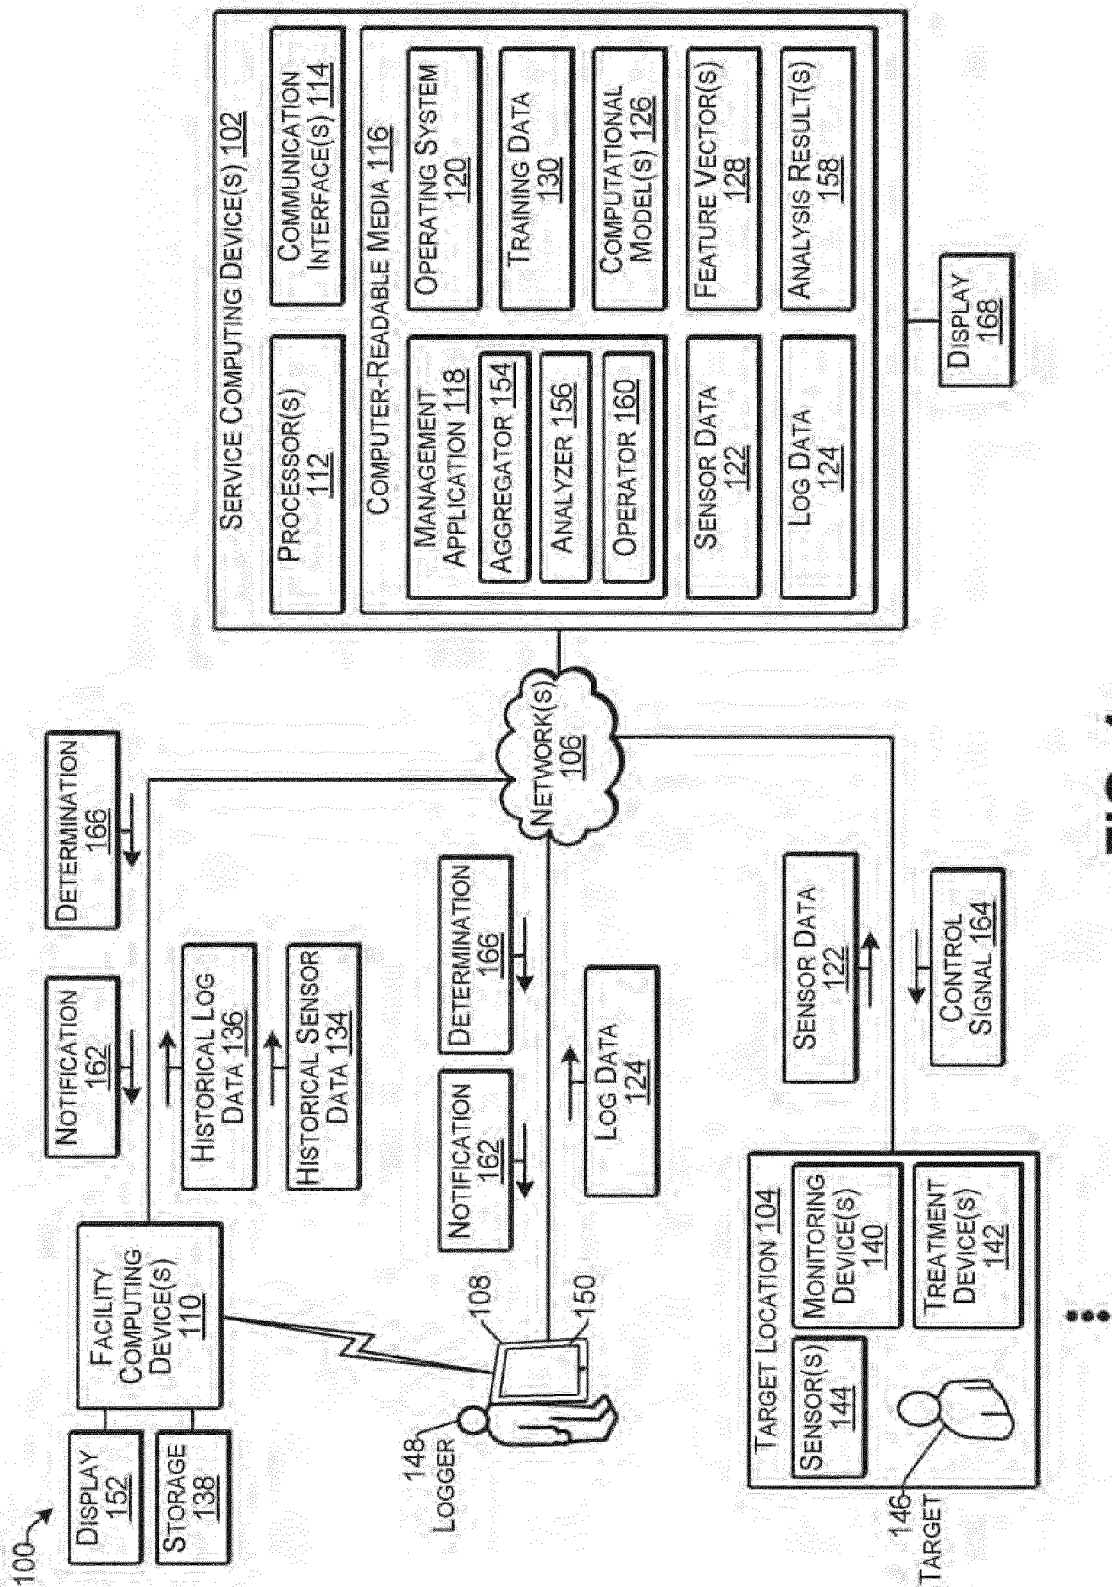 100
DISPLAY
152
STORAGE
138
FACILITY
COMPUTING
DEVICE(S)
110
NOTIFICATION
162
DETERMINATION
166
HISTORICAL LOG
DATA 136
HISTORICAL SENSOR
DATA 134
148
LOGGER
108
150
NOTIFICATION
162
DETERMINATION
166
LOG DATA
124
NETWORK(S)
106
TARGET LOCATION 104
SENSOR(S)
144
MONITORING
DEVICE(S)
140
TREATMENT
DEVICE(S)
142
146
TARGET
SENSOR DATA
122
CONTROL
SIGNAL 164
SERVICE COMPUTING DEVICE(S) 102
PROCESSOR(S)
112
COMMUNICATION
INTERFACE(S) 114
COMPUTER-READABLE MEDIA 116
MANAGEMENT
APPLICATION 118
AGGREGATOR 154
ANALYZER 156
OPERATOR 160
OPERATING SYSTEM
120
TRAINING DATA
130
COMPUTATIONAL
MODEL(S) 126
SENSOR DATA
122
FEATURE VECTOR(S)
128
LOG DATA
124
ANALYSIS RESULT(S)
158
DISPLAY
168